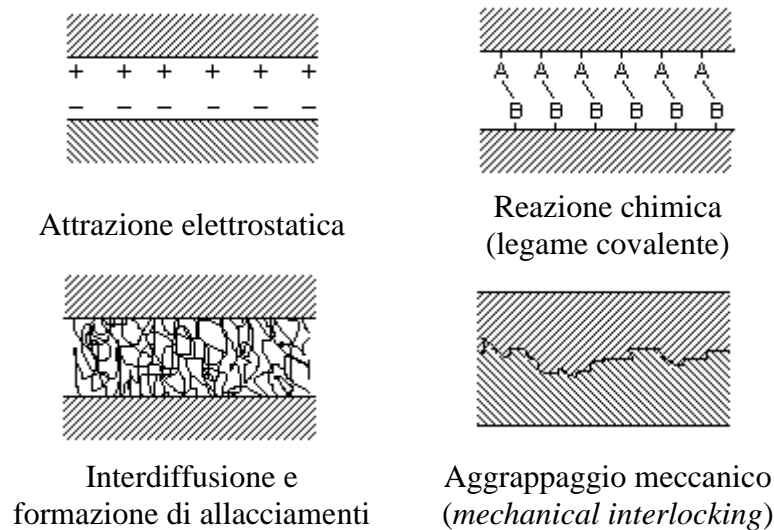 + + + + + +
− − − − − −
A A A A A A
B B B B B B
Attrazione elettrostatica
Reazione chimica
(legame covalente)
Interdiffusione e
formazione di allacciamenti
Aggrappaggio meccanico
(mechanical interlocking)